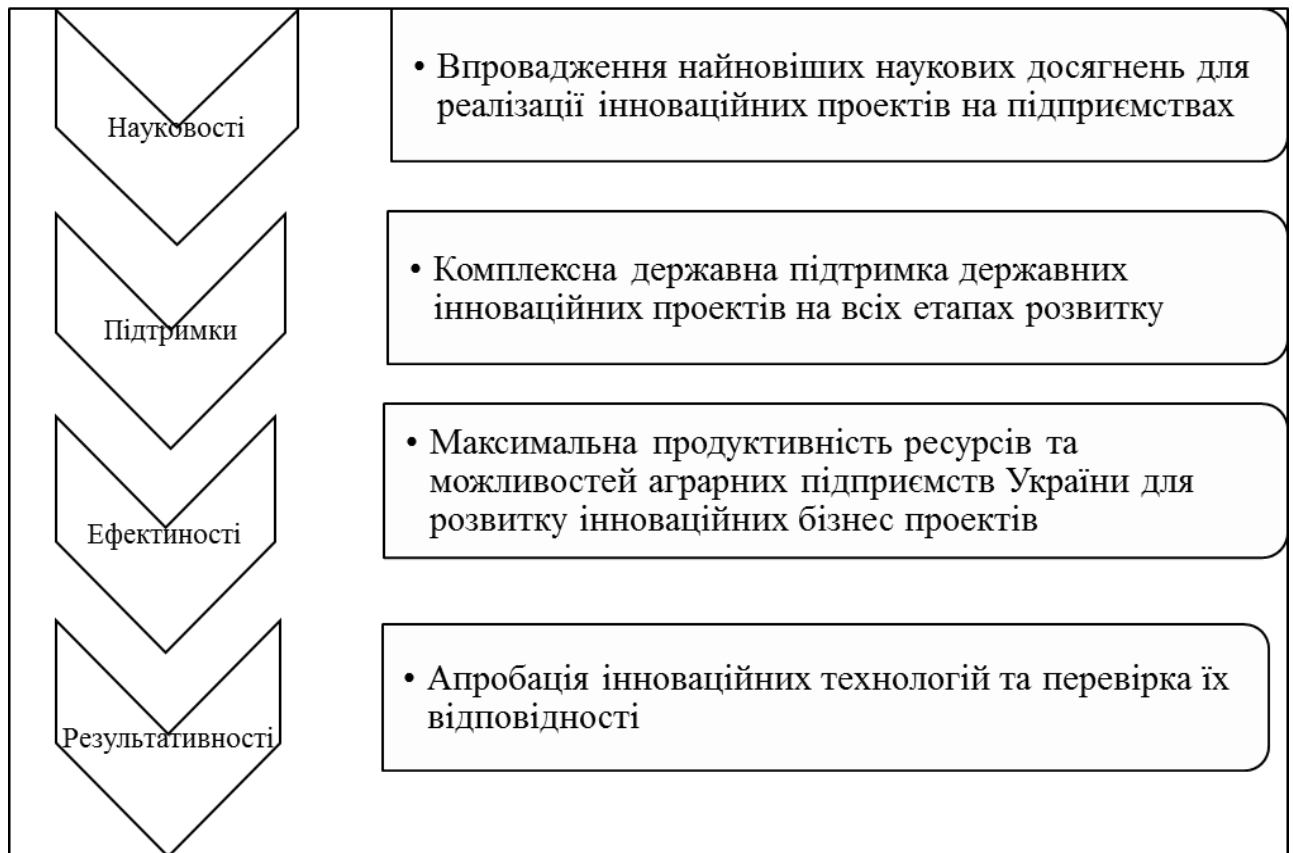 Науковості
• Впровадження найновіших наукових досягнень для
реалізації інноваційних проектів на підприємствах
Підтримки
• Комплексна державна підтримка державних
інноваційних проектів на всіх етапах розвитку
Ефектиності
• Максимальна продуктивність ресурсів та
можливостей аграрних підприємств України для
розвитку інноваційних бізнес проектів
Результативності
• Апробація інноваційних технологій та перевірка їх
відповідності